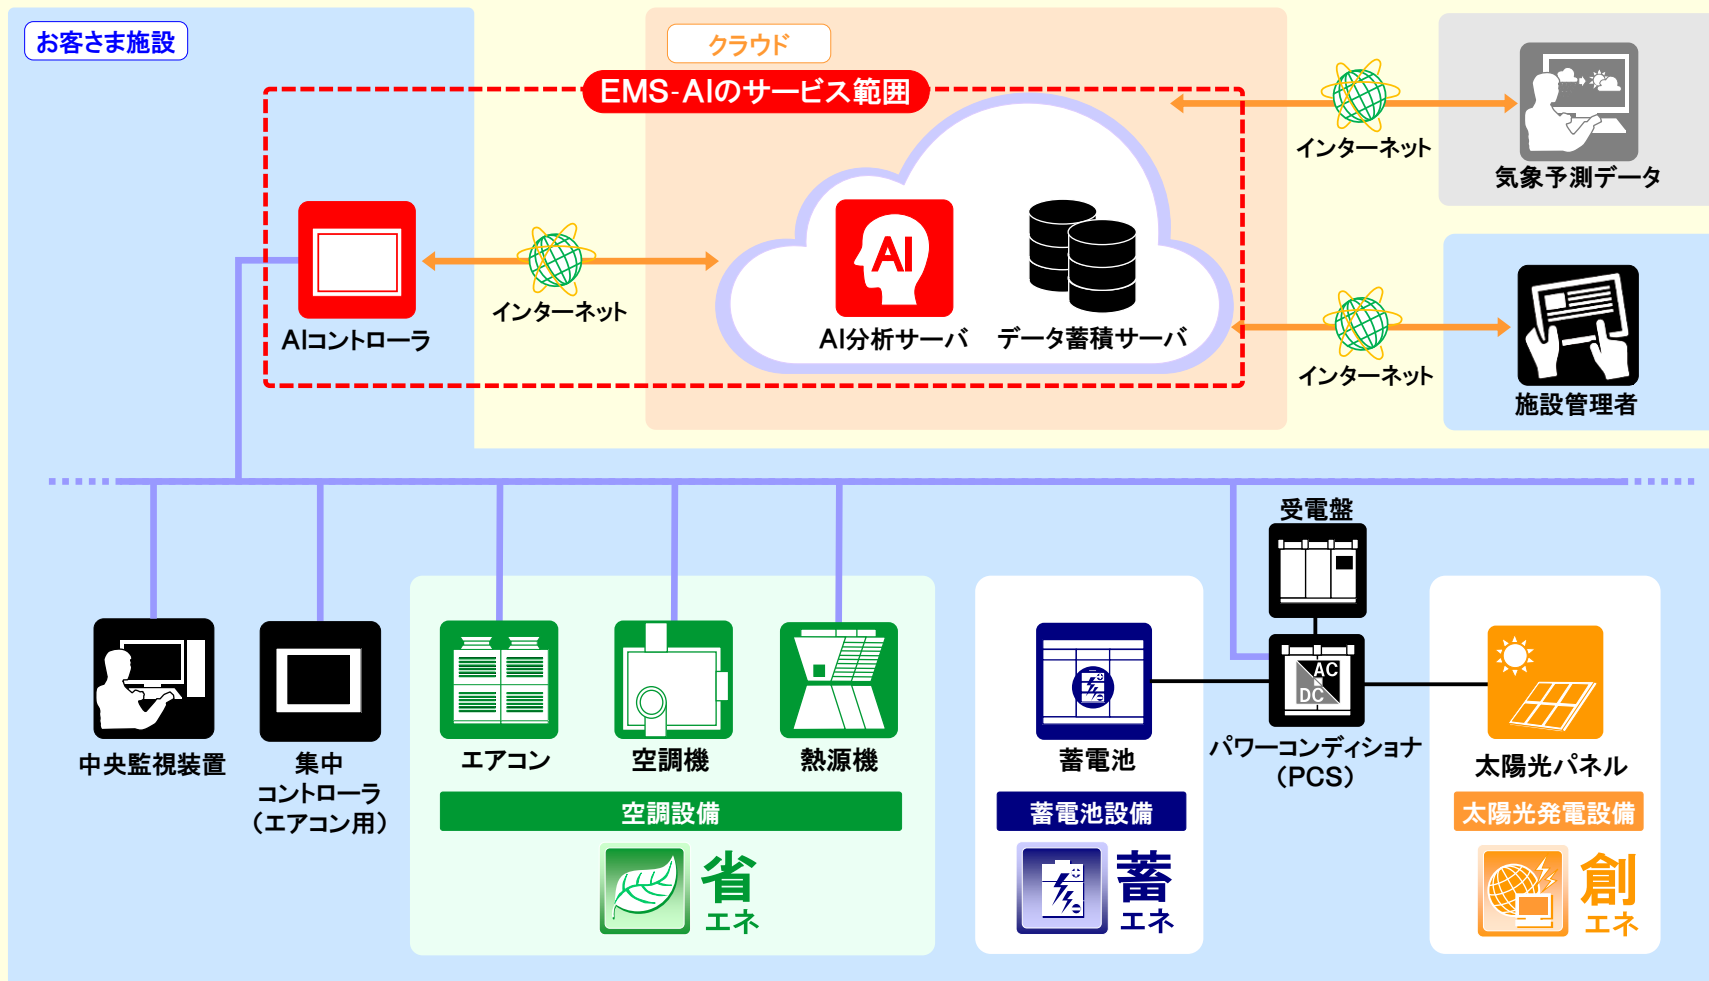 お客さま施設
クラウド
EMS-AIのサービス範囲
インターネット
気象予測データ
AI
インターネット
AIコントローラ
AI分析サーバ
データ蓄積サーバ
インターネット
施設管理者
受電盤
AC
DC
中央監視装置
集中
コントローラ
（エアコン用）
エアコン
空調機
熱源機
蓄電池
パワーコンディショナ
（PCS）
太陽光パネル
空調設備
蓄電池設備
太陽光発電設備
省
エネ
蓄
エネ
創
エネ